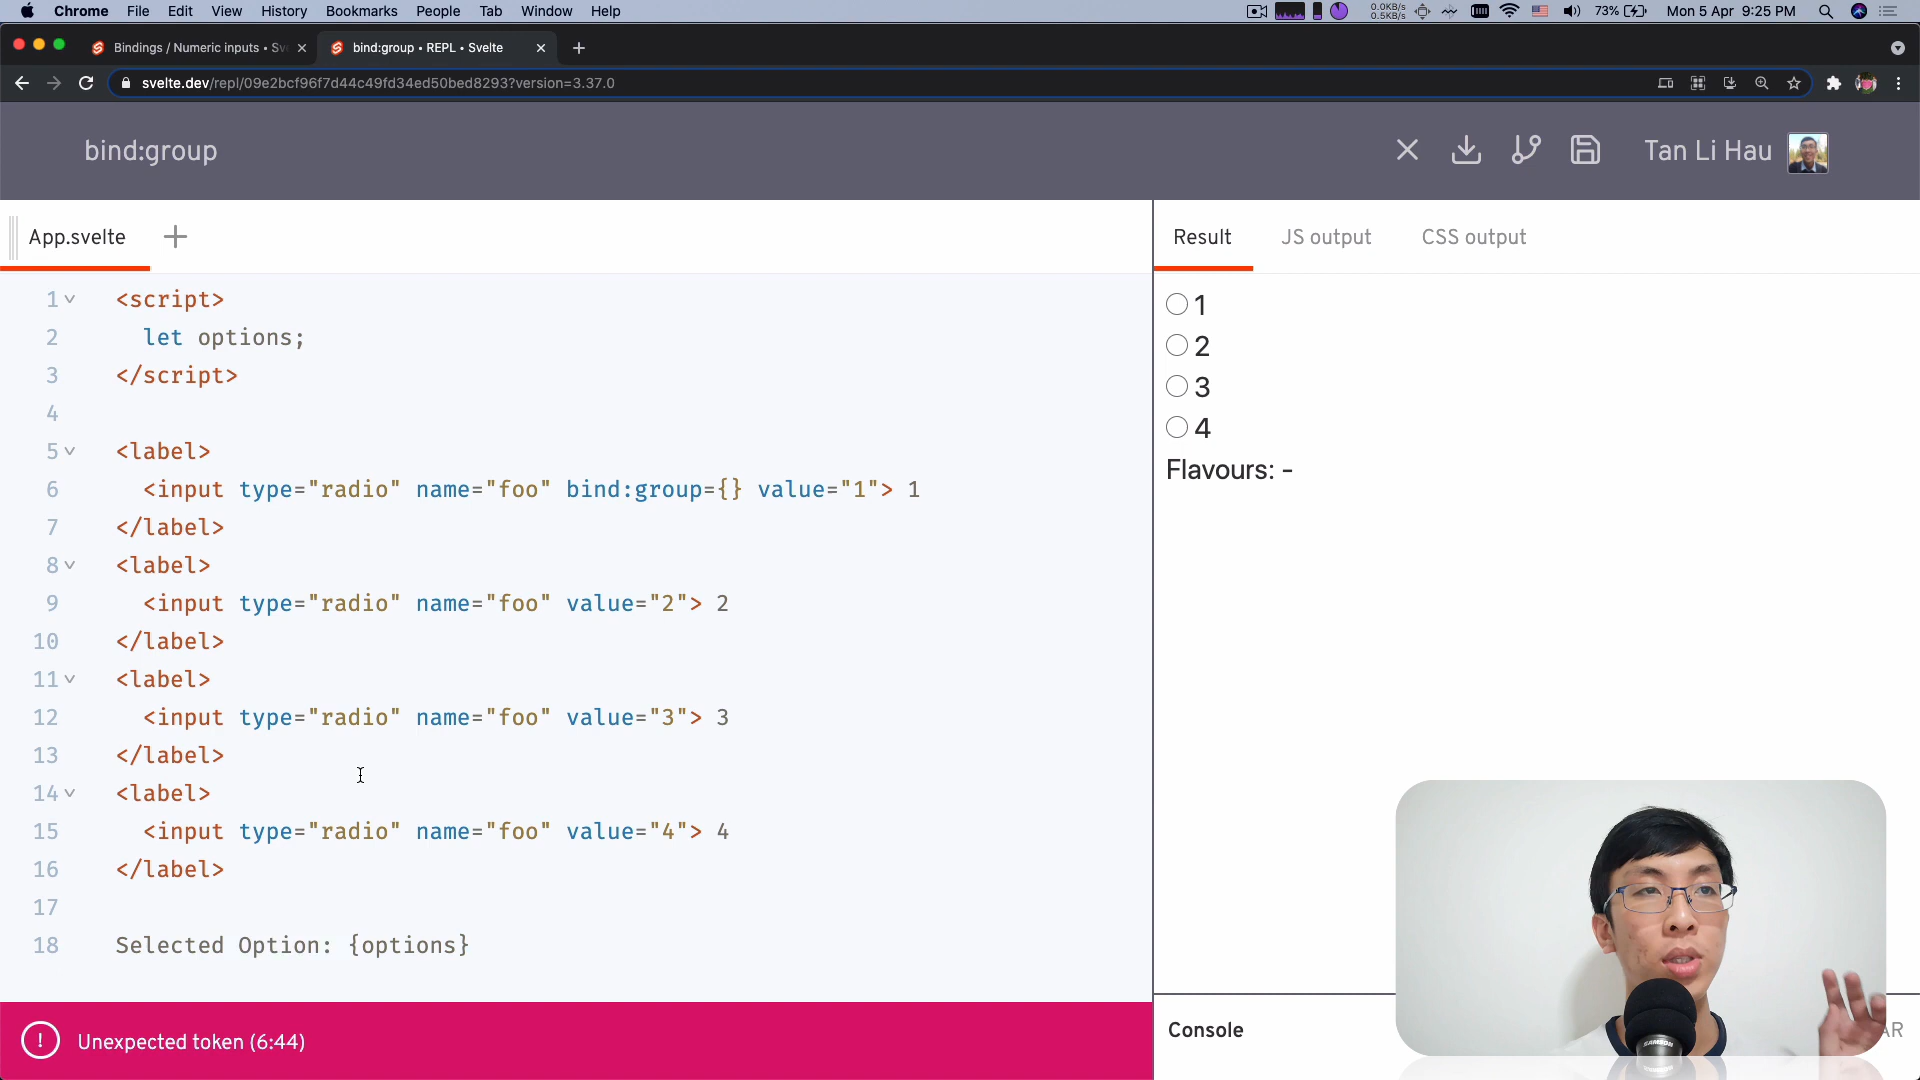 Chrome File Edit View History Bookmarks People Tab Window Help
0.0KB/s
0.5KB/s
73% Mon 5 Apr 9:25 PM
Bindings / Numeric inputs • Sv
bind:group • REPL • Svelte
svelte.dev/repl/09e2bcf96f7d44c49fd34ed50bed8293?version=3.37.0
bind:group
Tan Li Hau
App.svelte
Result JS output CSS output
1 <script>
2 let options;
3 </script>
4
5 <label>
6 <input type="radio" name="foo" bind:group={} value="1"> 1
7 </label>
8 <label>
9 <input type="radio" name="foo" value="2"> 2
10 </label>
11 <label>
12 <input type="radio" name="foo" value="3"> 3
13 </label>
14 <label>
15 <input type="radio" name="foo" value="4"> 4
16 </label>
17
18 Selected Option: {options}
! Unexpected token (6:44)
1
2
3
4
Flavours: -
Console
AR
SAMSON